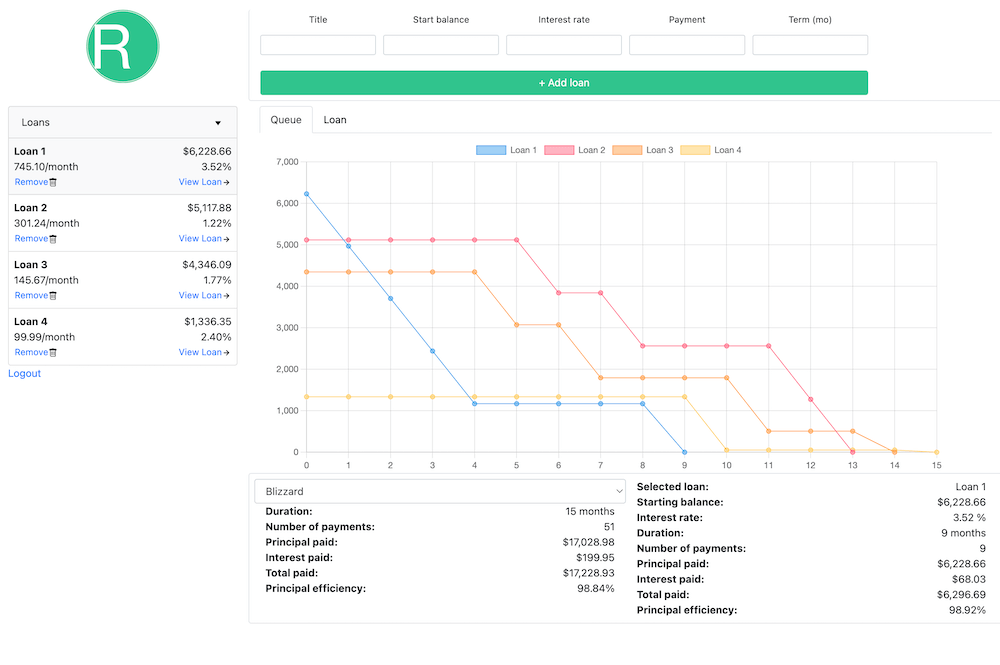 R
Title Start balance Interest rate Payment Term (mo)
+ Add loan
Loans
Loan 1 $6,228.66
745.10/month 3.52%
Remove View Loan
Loan 2 $5,117.88
301.24/month 1.22%
Remove View Loan
Loan 3 $4,346.09
145.67/month 1.77%
Remove View Loan
Loan 4 $1,336.35
99.99/month 2.40%
Remove View Loan
Logout
Queue Loan
Loan 1 Loan 2 Loan 3 Loan 4
7,000
6,000
5,000
4,000
3,000
2,000
1,000
0
0 1 2 3 4 5 6 7 8 9 10 11 12 13 14 15
Blizzard
Duration: 15 months
Number of payments: 51
Principal paid: $17,028.98
Interest paid: $199.95
Total paid: $17,228.93
Principal efficiency: 98.84%
Selected loan: Loan 1
Starting balance: $6,228.66
Interest rate: 3.52 %
Duration: 9 months
Number of payments: 9
Principal paid: $6,228.66
Interest paid: $68.03
Total paid: $6,296.69
Principal efficiency: 98.92%